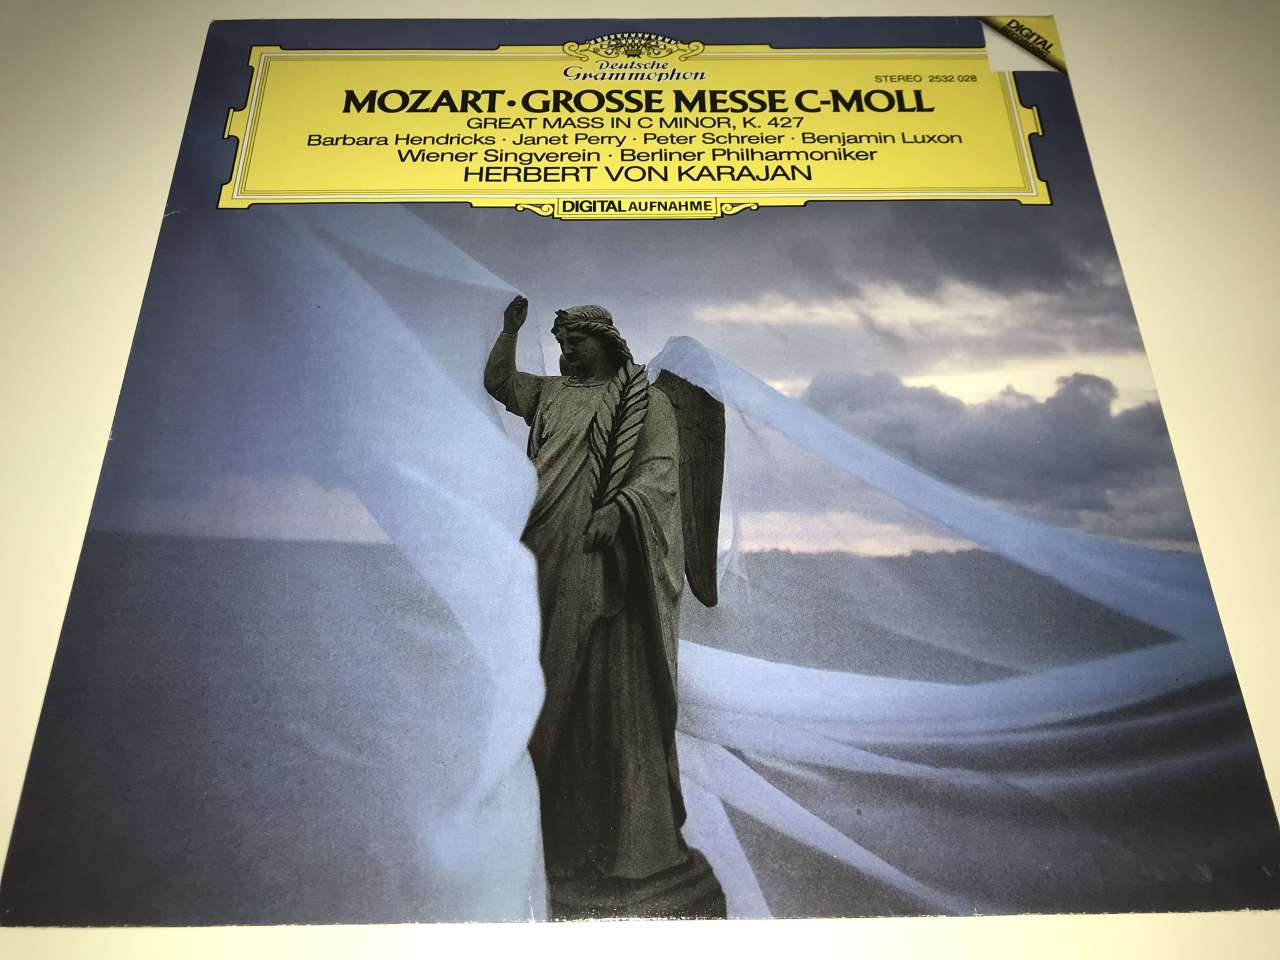 DIGITAL
Deutsche
Grammophon
STEREO 2532 028
MOZART · GROSSE MESSE C-MOLL
GREAT MASS IN C MINOR, K. 427
Barbara Hendricks · Janet Perry · Peter Schreier · Benjamin Luxon
Wiener Singverein · Berliner Philharmoniker
HERBERT VON KARAJAN
DIGITAL AUFNAHME